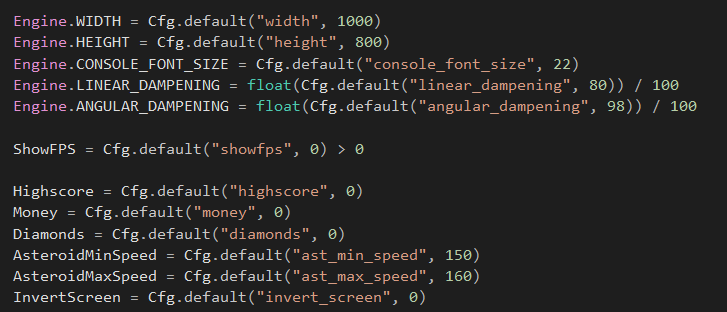 Engine.WIDTH = Cfg.default("width", 1000)
Engine.HEIGHT = Cfg.default("height", 800)
Engine.CONSOLE_FONT_SIZE = Cfg.default("console_font_size", 22)
Engine.LINEAR_DAMPENING = float(Cfg.default("linear_dampening", 80)) / 100
Engine.ANGULAR_DAMPENING = float(Cfg.default("angular_dampening", 98)) / 100

ShowFPS = Cfg.default("showfps", 0) > 0

Highscore = Cfg.default("highscore", 0)
Money = Cfg.default("money", 0)
Diamonds = Cfg.default("diamonds", 0)
AsteroidMinSpeed = Cfg.default("ast_min_speed", 150)
AsteroidMaxSpeed = Cfg.default("ast_max_speed", 160)
InvertScreen = Cfg.default("invert_screen", 0)